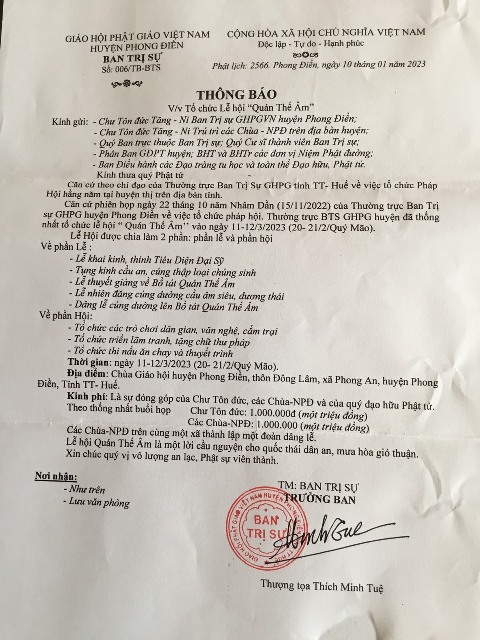 GIÁO HỘI PHẬT GIÁO VIỆT NAM
HUYỆN PHONG ĐIỀN
BAN TRỊ SỰ
Số: 006/TB-BTS
CỘNG HÒA XÃ HỘI CHỦ NGHĨA VIỆT NAM
Độc lập - Tự do - Hạnh phúc
Phật lịch: 2566. Phong Điền, ngày 10 tháng 01 năm 2023
THÔNG BÁO
V/v Tổ chức Lễ hội “Quán Thế Âm”
Kính gửi: - Chư Tôn đức Tăng - Ni Ban Trị sự GHPGVN huyện Phong Điền;
- Chư Tôn Đức Tăng - Ni Trú trì các Chùa - NPĐ trên địa bàn huyện;
- Quý Ban trực thuộc Trị sự; Quý Cư sĩ thành viên Ban Trị sự;
- Phân Ban GĐPT huyện; BHT và BHTr các đơn vị Niệm Phật đường;
- Ban Điều hành các Đạo tràng tu học và toàn thể Đạo hữu, Phật tử.
Kính thưa quý Phật tử
Căn cứ theo chỉ đạo của Thường trực Ban Trị Sự GHPG tỉnh TT- Huế về việc tổ chức Pháp
Hội hằng năm tại huyện thị trên địa bàn tỉnh.
Căn cứ phiên họp ngày 22 tháng 10 năm Nhâm Dần (15/11/2022) của Thường trực Ban Trị
sự GHPG huyện Phong Điền về việc tổ chức pháp hội. Thường trực BTS GHPG huyện đã thống
nhất tổ chức lễ hội “ Quán Thế Âm’’ vào ngày 11-12/3/2023 (20- 21/2/Quý Mão).
Lễ Hội được chia làm 2 phần: phần lễ và phần hội
Về phần Lễ :
- Lễ khai kinh, thỉnh Tiêu Diện Đại Sỹ
- Tụng kinh cầu an, cúng thập loại chúng sinh
- Lễ thuyết giảng về Bồ tát Quán Thế Âm
- Lễ nhiên đăng cúng dường cầu âm siêu, dương thái
- Dâng lễ cúng dường lên Bồ tát Quán Thế Âm
Về phần Hội:
- Tổ chức các trò chơi dân gian, văn nghệ, cắm trại
- Tổ chức triển lãm tranh, tặng chữ thư pháp
- Tổ chức thi nấu ăn chay và thuyết trình
Thời gian: ngày 11-12/3/2023 (20- 21/2/Quý Mão).
Địa điểm: Chùa Giáo hội huyện Phong Điền, thôn Đông Lâm, xã Phong An, huyện Phong
Điền, Tỉnh TT- Huế.
Kinh phí: Là sự đóng góp của Chư Tôn đức, các Chùa-NPĐ và của quý đạo hữu Phật tử.
Theo thống nhất buổi họp Chư Tôn đức: 1.000.000đ (một triệu đồng)
Các Chùa-NPĐ: 1.000.000 (một triệu đồng)
Các Chùa-NPĐ trên cùng một xã thành lập một đoàn dâng lễ.
Lễ hội Quán Thế Âm là một lời cầu nguyện cho quốc thái dân an, mưa hòa gió thuận.
Xin chúc quý vị vô lượng an lạc, Phật sự viên thành.
Nơi nhận:
- Như trên
- Lưu văn phòng
TM: BAN TRỊ SỰ
TRƯỞNG BAN
BAN
TRỊ SỰ
Thượng tọa Thích Minh Tuệ